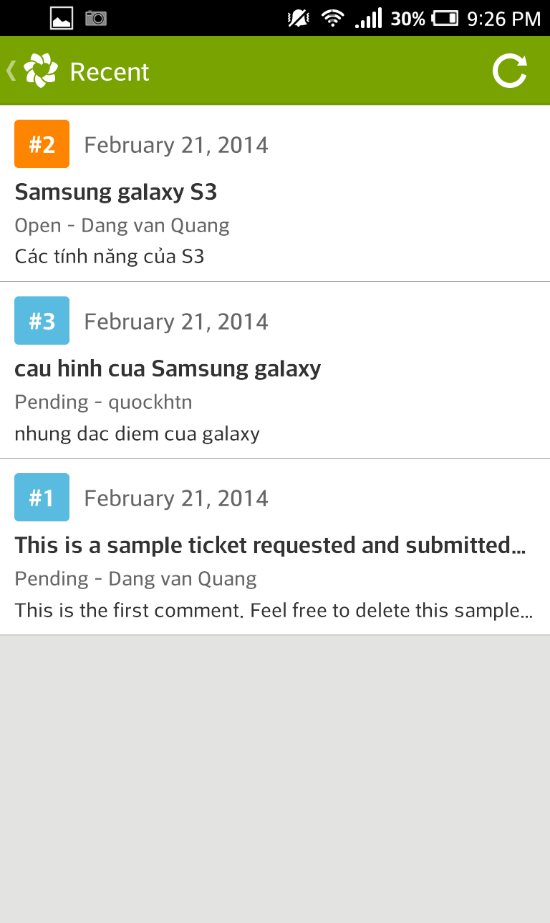 30% 9:26 PM
Recent
#2 February 21, 2014
Samsung galaxy S3
Open - Dang van Quang
Các tính năng của S3
#3 February 21, 2014
cau hinh cua Samsung galaxy
Pending - quockhtn
nhung dac diem cua galaxy
#1 February 21, 2014
This is a sample ticket requested and submitted...
Pending - Dang van Quang
This is the first comment. Feel free to delete this sample...